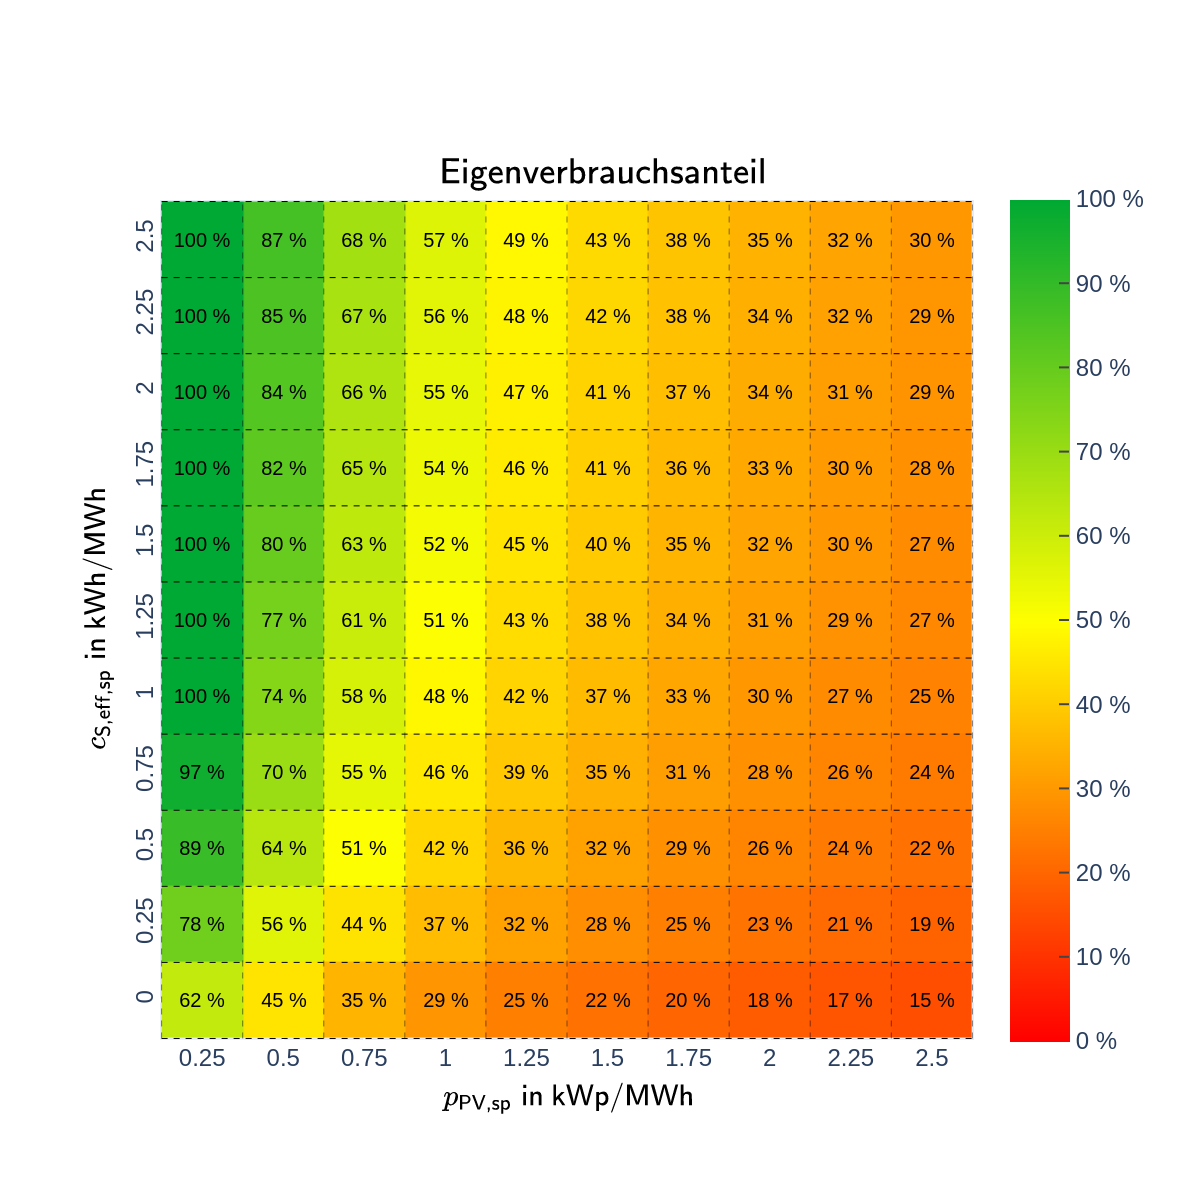 Eigenverbrauchsanteil
2.5 100 % 87 % 68 % 57 % 49 % 43 % 38 % 35 % 32 % 30 %
2.25 100 % 85 % 67 % 56 % 48 % 42 % 38 % 34 % 32 % 29 %
2 100 % 84 % 66 % 55 % 47 % 41 % 37 % 34 % 31 % 29 %
1.75 100 % 82 % 65 % 54 % 46 % 41 % 36 % 33 % 30 % 28 %
1.5 100 % 80 % 63 % 52 % 45 % 40 % 35 % 32 % 30 % 27 %
1.25 100 % 77 % 61 % 51 % 43 % 38 % 34 % 31 % 29 % 27 %
1 100 % 74 % 58 % 48 % 42 % 37 % 33 % 30 % 27 % 25 %
0.75 97 % 70 % 55 % 46 % 39 % 35 % 31 % 28 % 26 % 24 %
0.5 89 % 64 % 51 % 42 % 36 % 32 % 29 % 26 % 24 % 22 %
0.25 78 % 56 % 44 % 37 % 32 % 28 % 25 % 23 % 21 % 19 %
0 62 % 45 % 35 % 29 % 25 % 22 % 20 % 18 % 17 % 15 %
0.25 0.5 0.75 1 1.25 1.5 1.75 2 2.25 2.5
pPV,sp in kWp/MWh
cS,eff,sp in kWh/MWh
100 %
90 %
80 %
70 %
60 %
50 %
40 %
30 %
20 %
10 %
0 %